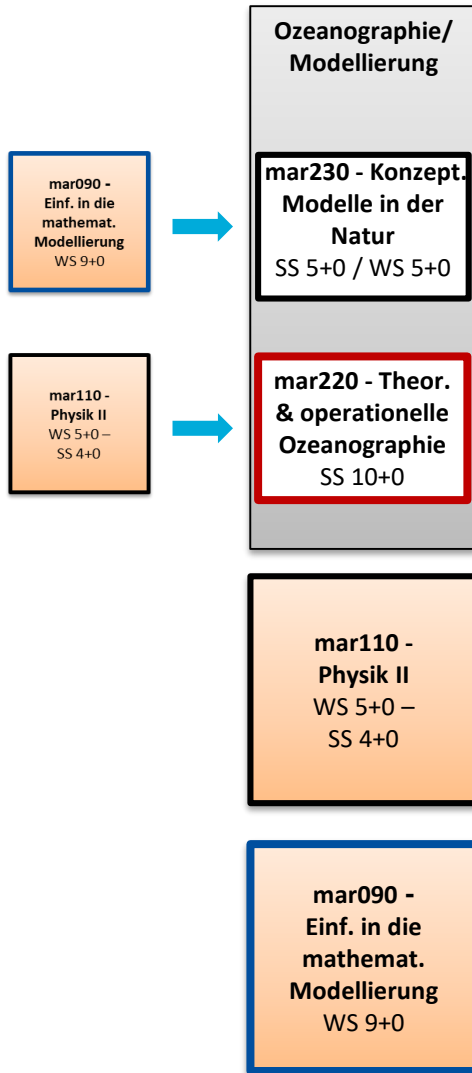 Ozeanographie/
Modellierung
mar090 -
Einf. in die
mathemat.
Modellierung
WS 9+0
mar230 - Konzept.
Modelle in der
Natur
SS 5+0 / WS 5+0
mar110 -
Physik II
WS 5+0 –
SS 4+0
mar220 - Theor.
& operationelle
Ozeanographie
SS 10+0
mar110 -
Physik II
WS 5+0 –
SS 4+0
mar090 -
Einf. in die
mathemat.
Modellierung
WS 9+0